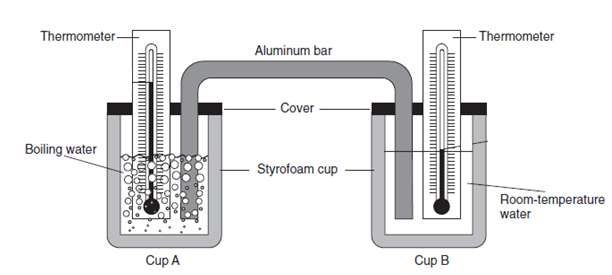 Thermometer
Thermometer
Aluminum bar
Cover
Boiling water
Styrofoam cup
Room-temperature
water
Cup A
Cup B